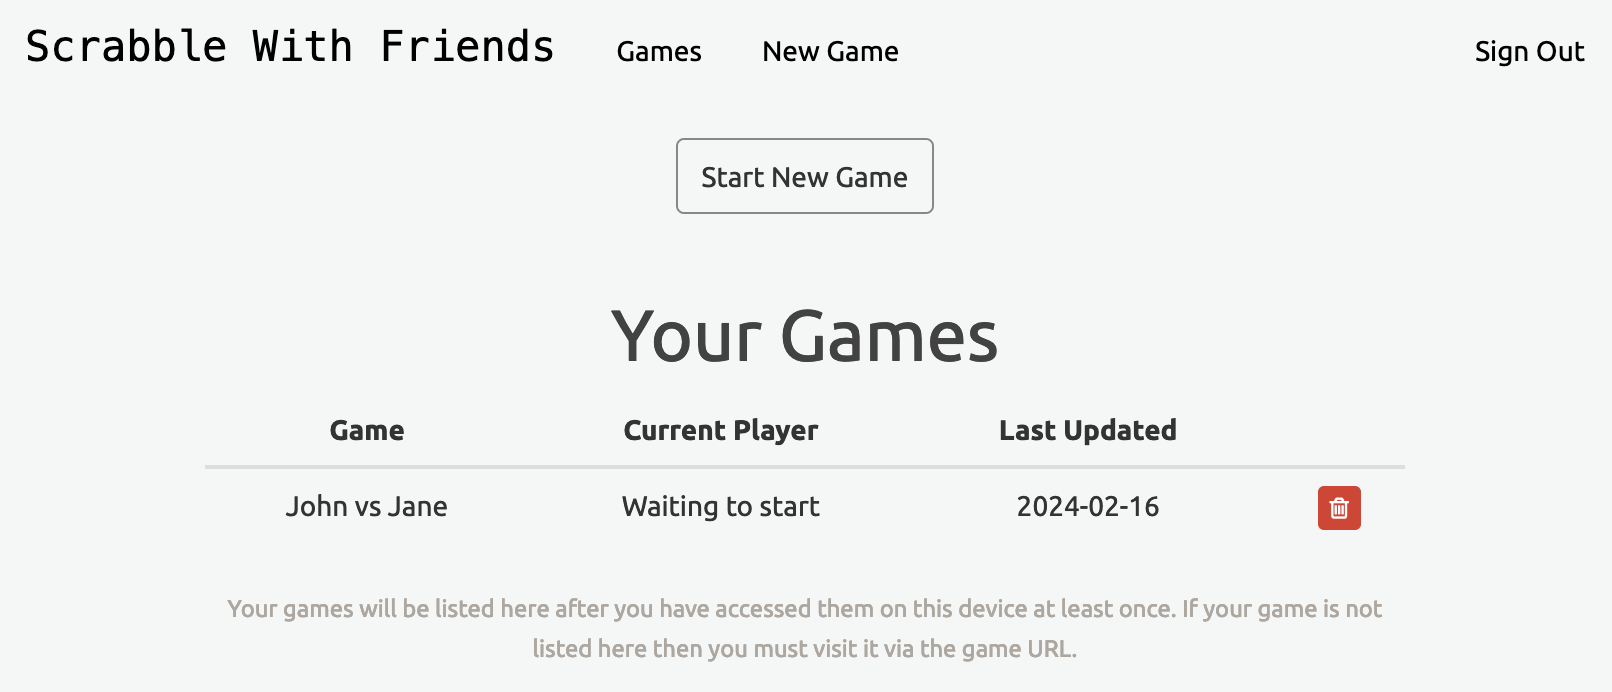 Scrabble With Friends Games New Game Sign Out
Start New Game
Your Games
Game Current Player Last Updated
John vs Jane Waiting to start 2024-02-16
Your games will be listed here after you have accessed them on this device at least once. If your game is not
listed here then you must visit it via the game URL.